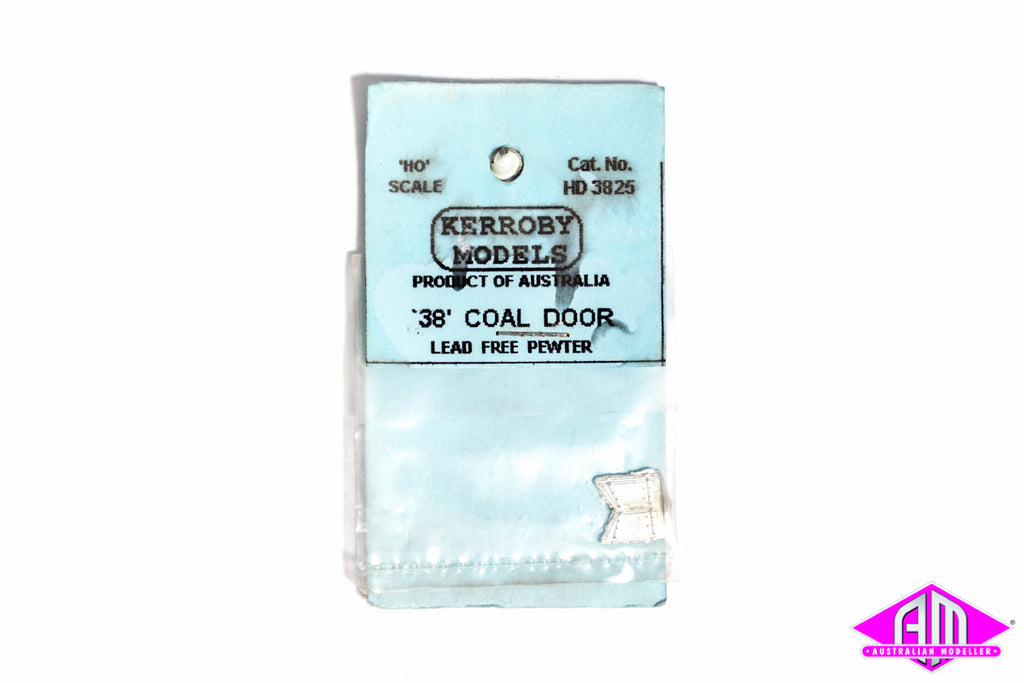 'HO'
SCALE
Cat. No.
HD 3825
KERROBY
MODELS
PRODUCT OF AUSTRALIA
'38' COAL DOOR
LEAD FREE PEWTER
AM
®
• AUSTRALIAN MODELLER •